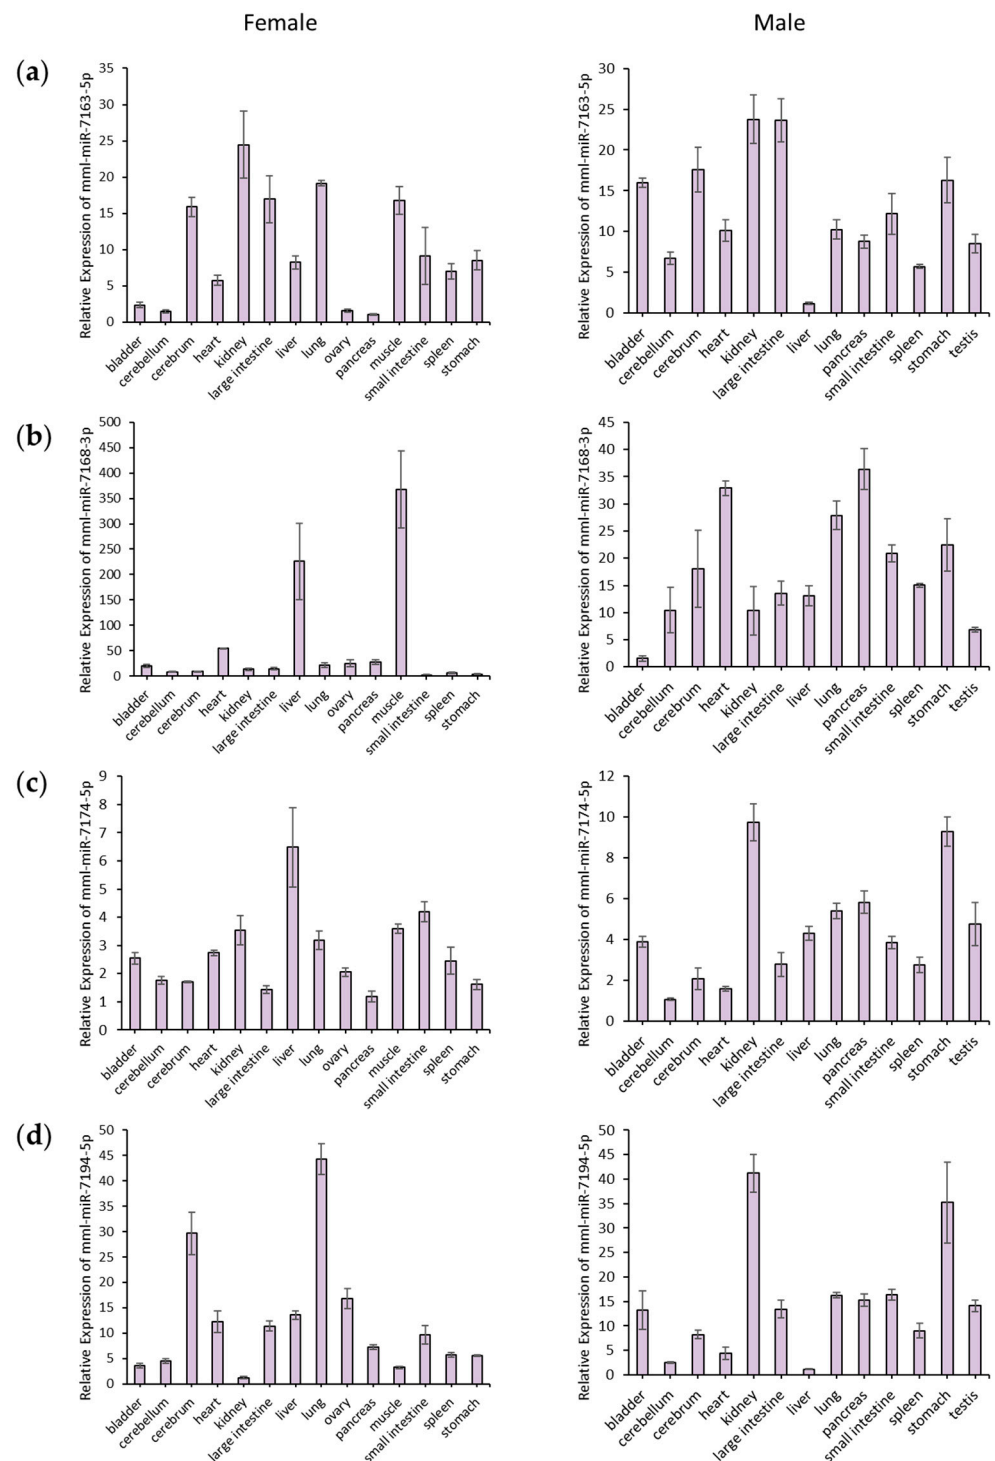 Female
Male
(a)
Relative Expression of mml-miR-7163-5p
35
30
25
20
15
10
5
0
bladder
cerebellum
cerebrum
heart
kidney
large intestine
liver
lung
ovary
pancreas
muscle
small intestine
spleen
stomach
Relative Expression of mml-miR-7163-5p
30
25
20
15
10
5
0
bladder
cerebellum
cerebrum
heart
kidney
large intestine
liver
lung
pancreas
small intestine
spleen
stomach
testis
(b)
Relative Expression of mml-miR-7168-3p
500
450
400
350
300
250
200
150
100
50
0
bladder
cerebellum
cerebrum
heart
kidney
large intestine
liver
lung
ovary
pancreas
muscle
small intestine
spleen
stomach
Relative Expression of mml-miR-7168-3p
45
40
35
30
25
20
15
10
5
0
bladder
cerebellum
cerebrum
heart
kidney
large intestine
liver
lung
pancreas
small intestine
spleen
stomach
testis
(c)
Relative Expression of mml-miR-7174-5p
9
8
7
6
5
4
3
2
1
0
bladder
cerebellum
cerebrum
heart
kidney
large intestine
liver
lung
ovary
pancreas
muscle
small intestine
spleen
stomach
Relative Expression of mml-miR-7174-5p
12
10
8
6
4
2
0
bladder
cerebellum
cerebrum
heart
kidney
large intestine
liver
lung
pancreas
small intestine
spleen
stomach
testis
(d)
Relative Expression of mml-miR-7194-5p
50
45
40
35
30
25
20
15
10
5
0
bladder
cerebellum
cerebrum
heart
kidney
large intestine
liver
lung
ovary
pancreas
muscle
small intestine
spleen
stomach
Relative Expression of mml-miR-7194-5p
50
45
40
35
30
25
20
15
10
5
0
bladder
cerebellum
cerebrum
heart
kidney
large intestine
liver
lung
pancreas
small intestine
spleen
stomach
testis